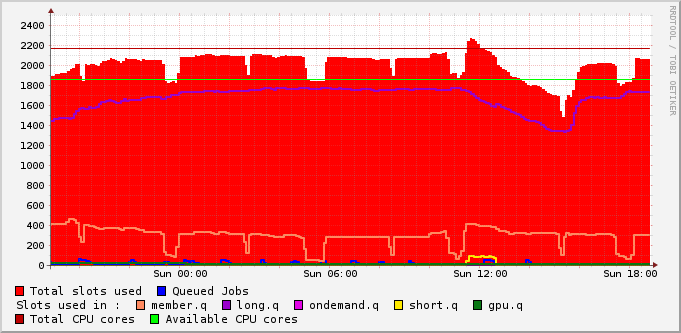 2400
2200
2000
1800
1600
1400
1200
1000
800
600
400
200
0
Sun 00:00 Sun 06:00 Sun 12:00 Sun 18:00
Total slots used Queued Jobs
Slots used in : member.q long.q ondemand.q short.q gpu.q
Total CPU cores Available CPU cores
RRDTOOL / TOBI OETIKER